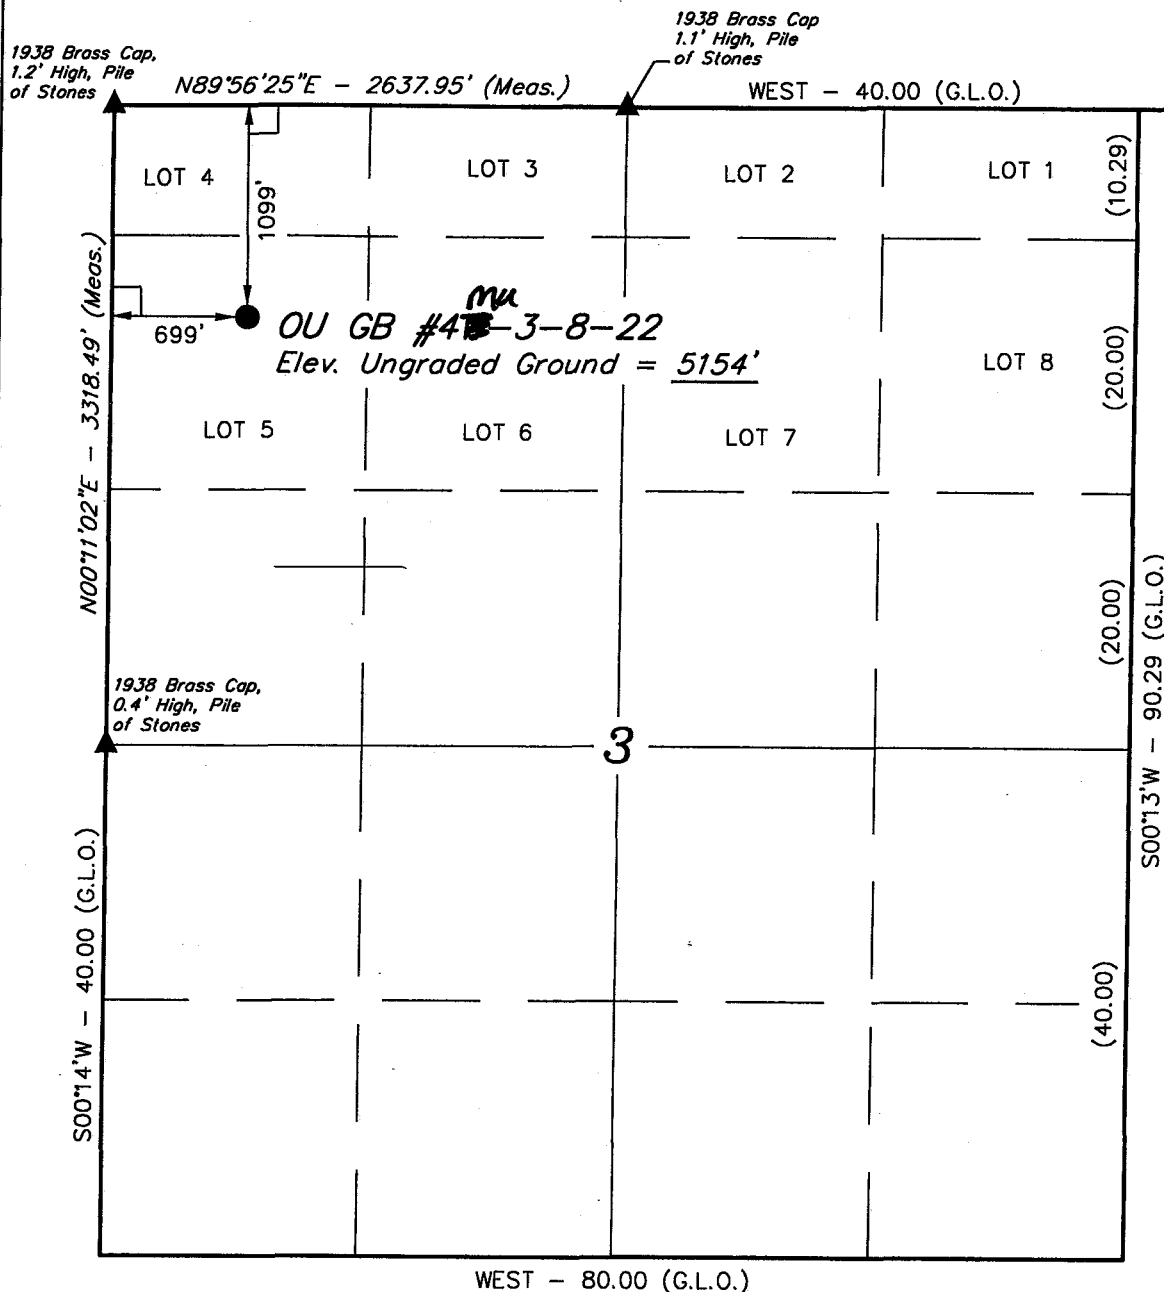 1938 Brass Cap
1.1' High, Pile
of Stones
1938 Brass Cap,
1.2' High, Pile
of Stones
N89°56'25"E - 2637.95' (Meas.)
WEST - 40.00 (G.L.O.)
LOT 4
LOT 3
LOT 2
LOT 1
(10.29)
1099'
N00°11'02"E - 3318.49' (Meas.)
699'
mu
OU GB #4 -3-8-22
Elev. Ungraded Ground = 5154'
LOT 8
(20.00)
LOT 5
LOT 6
LOT 7
(20.00)
S00°13'W - 90.29 (G.L.O.)
1938 Brass Cap,
0.4' High, Pile
of Stones
3
S00°14'W - 40.00 (G.L.O.)
(40.00)
WEST - 80.00 (G.L.O.)